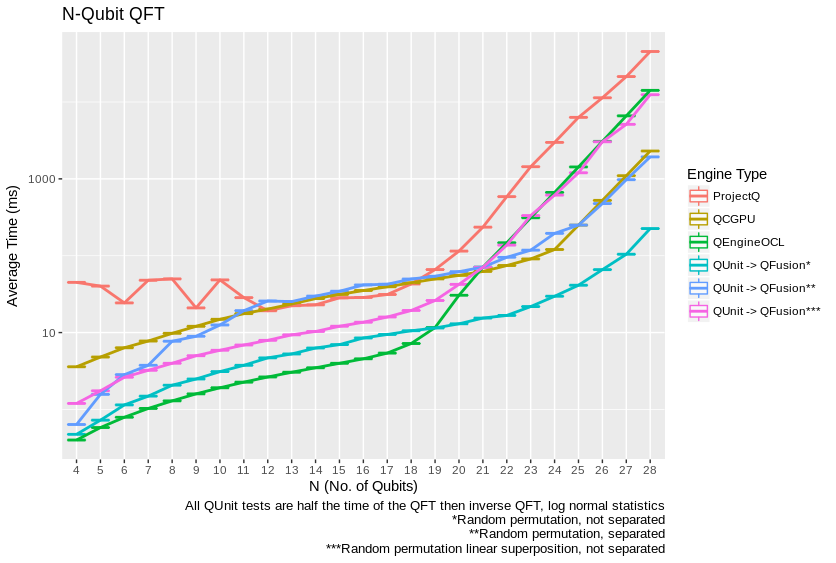 N-Qubit QFT
Average Time (ms)
1000
10
4 5 6 7 8 9 10 11 12 13 14 15 16 17 18 19 20 21 22 23 24 25 26 27 28
N (No. of Qubits)
Engine Type
ProjectQ
QCGPU
QEngineOCL
QUnit -> QFusion*
QUnit -> QFusion**
QUnit -> QFusion***
All QUnit tests are half the time of the QFT then inverse QFT, log normal statistics
*Random permutation, not separated
**Random permutation, separated
***Random permutation linear superposition, not separated